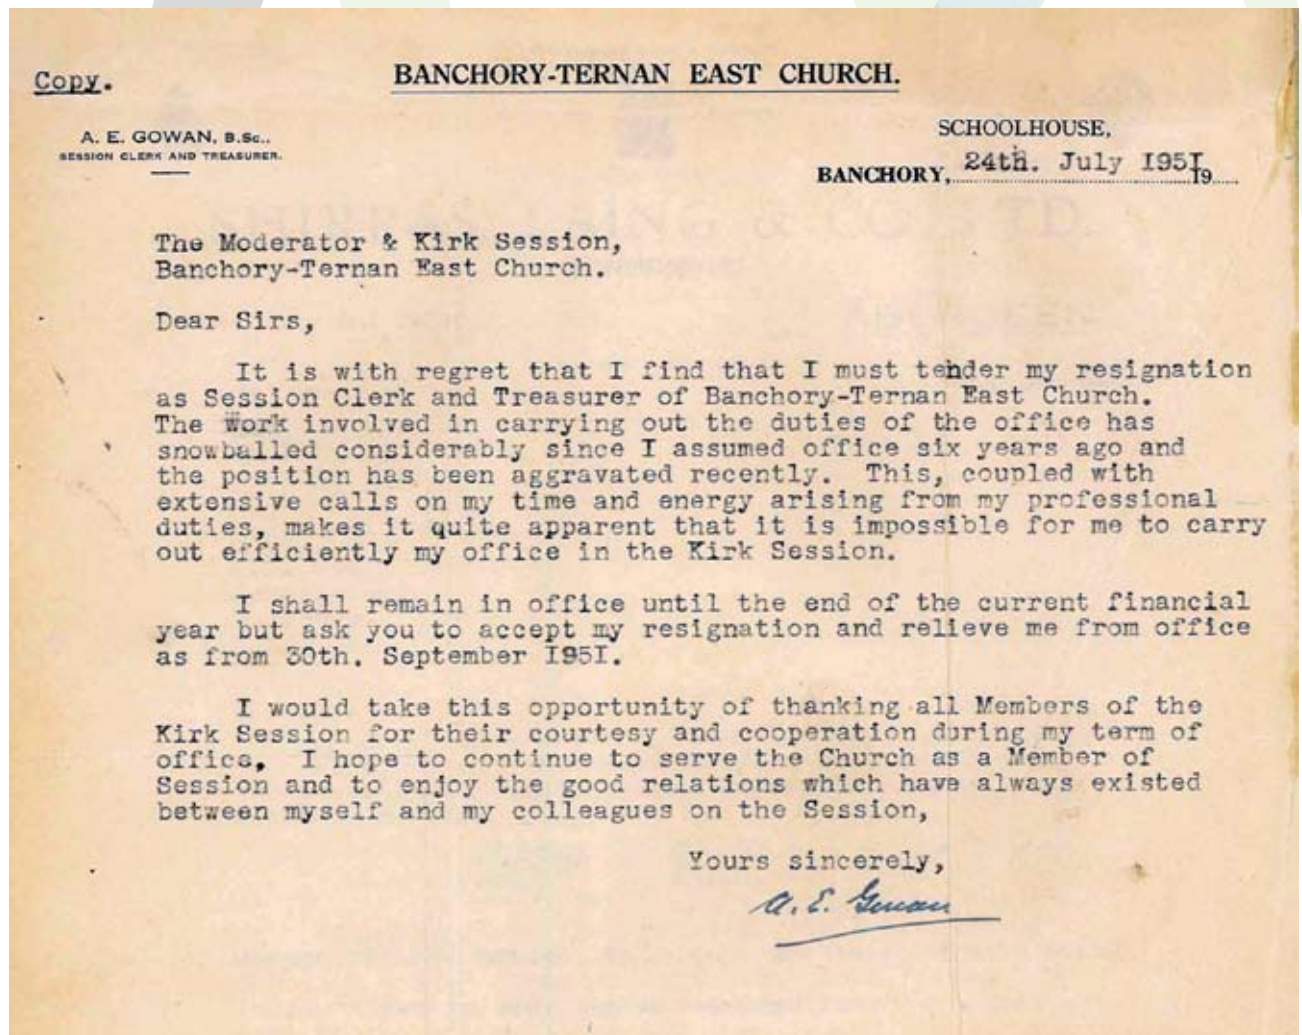 Copy.
BANCHORY-TERNAN EAST CHURCH.
A. E. GOWAN, B.Sc.,
SESSION CLERK AND TREASURER.
SCHOOLHOUSE,
BANCHORY, 24th. July I95I 19
The Moderator & Kirk Session,
Banchory-Ternan East Church.
Dear Sirs,
It is with regret that I find that I must tender my resignation
as Session Clerk and Treasurer of Banchory-Ternan East Church.
The Work involved in carrying out the duties of the office has
snowballed considerably since I assumed office six years ago and
the position has been aggravated recently. This, coupled with
extensive calls on my time and energy arising from my professional
duties, makes it quite apparent that it is impossible for me to carry
out efficiently my office in the Kirk Session.
I shall remain in office until the end of the current financial
year but ask you to accept my resignation and relieve me from office
as from 30th. September I95I.
I would take this opportunity of thanking all Members of the
Kirk Session for their courtesy and cooperation during my term of
office. I hope to continue to serve the Church as a Member of
Session and to enjoy the good relations which have always existed
between myself and my colleagues on the Session,
Yours sincerely,
A. E. Gowan